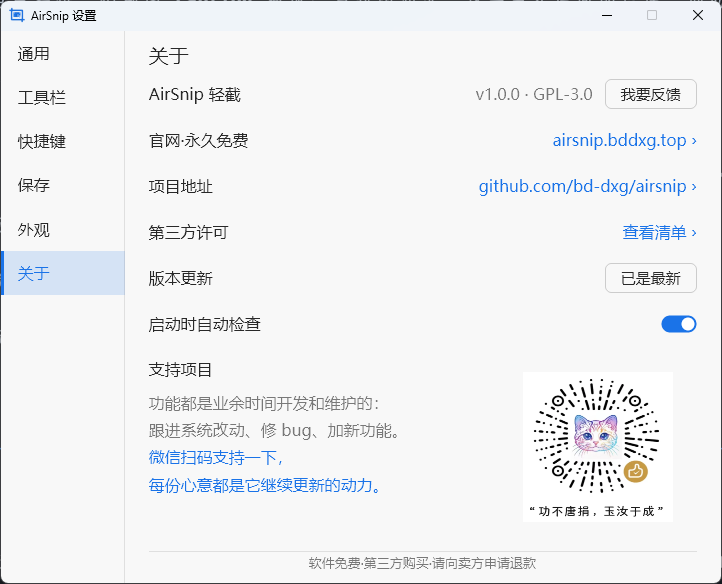 AirSnip 设置
通用
工具栏
快捷键
保存
外观
关于
关于
AirSnip 轻截 v1.0.0 · GPL-3.0 我要反馈
官网·永久免费 airsnip.bddxg.top ›
项目地址 github.com/bd-dxg/airsnip ›
第三方许可 查看清单 ›
版本更新 已是最新
启动时自动检查
支持项目
功能都是业余时间开发和维护的：
跟进系统改动、修 bug、加新功能。
微信扫码支持一下，
每份心意都是它继续更新的动力。
“功不唐捐，玉汝于成”
软件免费·第三方购买·请向卖方申请退款